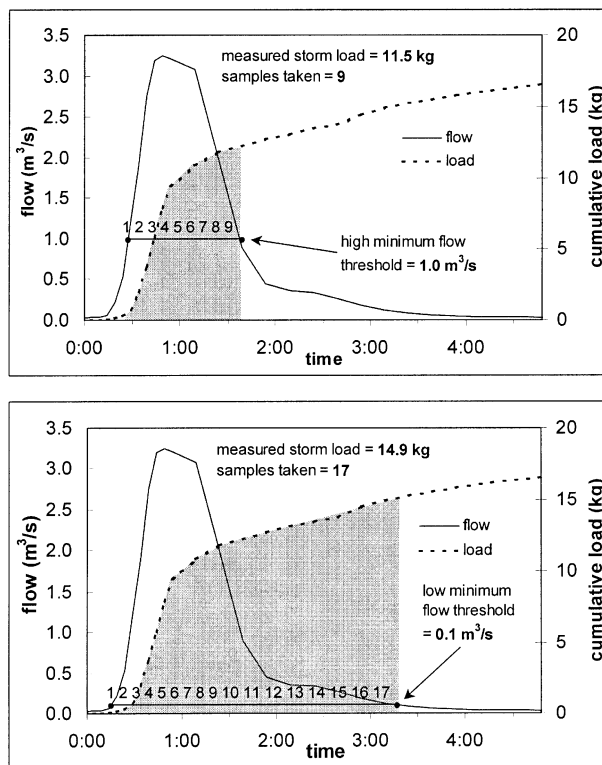 measured storm load = 11.5 kg
samples taken = 9
flow
load
high minimum flow
threshold = 1.0 m³/s
1 2 3 4 5 6 7 8 9
flow (m³/s)
3.5
3.0
2.5
2.0
1.5
1.0
0.5
0.0
cumulative load (kg)
20
15
10
5
0
0:00 1:00 2:00 3:00 4:00
time
measured storm load = 14.9 kg
samples taken = 17
flow
load
low minimum
flow threshold
= 0.1 m³/s
1 2 3 4 5 6 7 8 9 10 11 12 13 14 15 16 17
flow (m³/s)
3.5
3.0
2.5
2.0
1.5
1.0
0.5
0.0
cumulative load (kg)
20
15
10
5
0
0:00 1:00 2:00 3:00 4:00
time